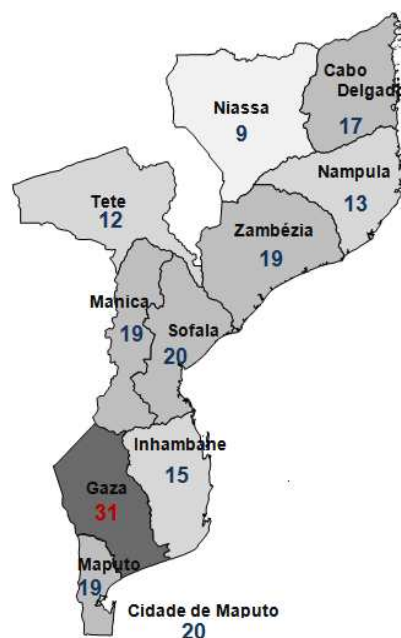 Cabo
Delgado
17
Niassa
9
Nampula
13
Tete
12
Zambézia
19
Manica
19
Sofala
20
Inhambane
15
Gaza
31
Maputo
19
Cidade de Maputo
20